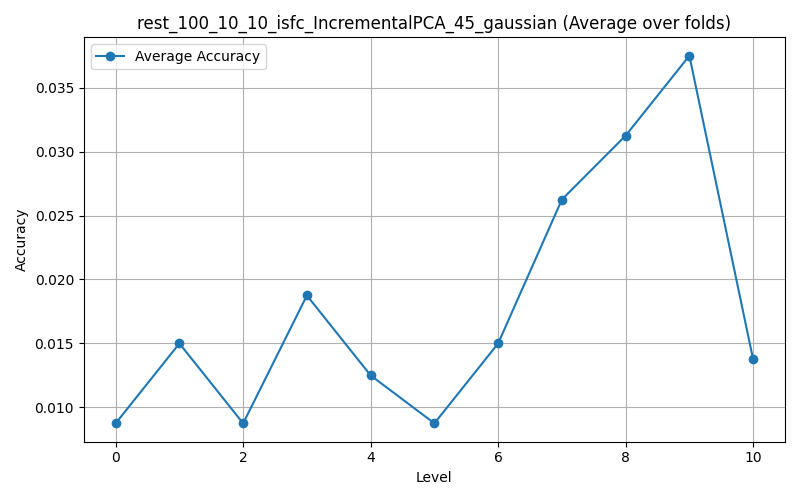 rest_100_10_10_isfc_IncrementalPCA_45_gaussian (Average over folds)
Average Accuracy
0.035
0.030
0.025
0.020
0.015
0.010
Accuracy
0 2 4 6 8 10
Level